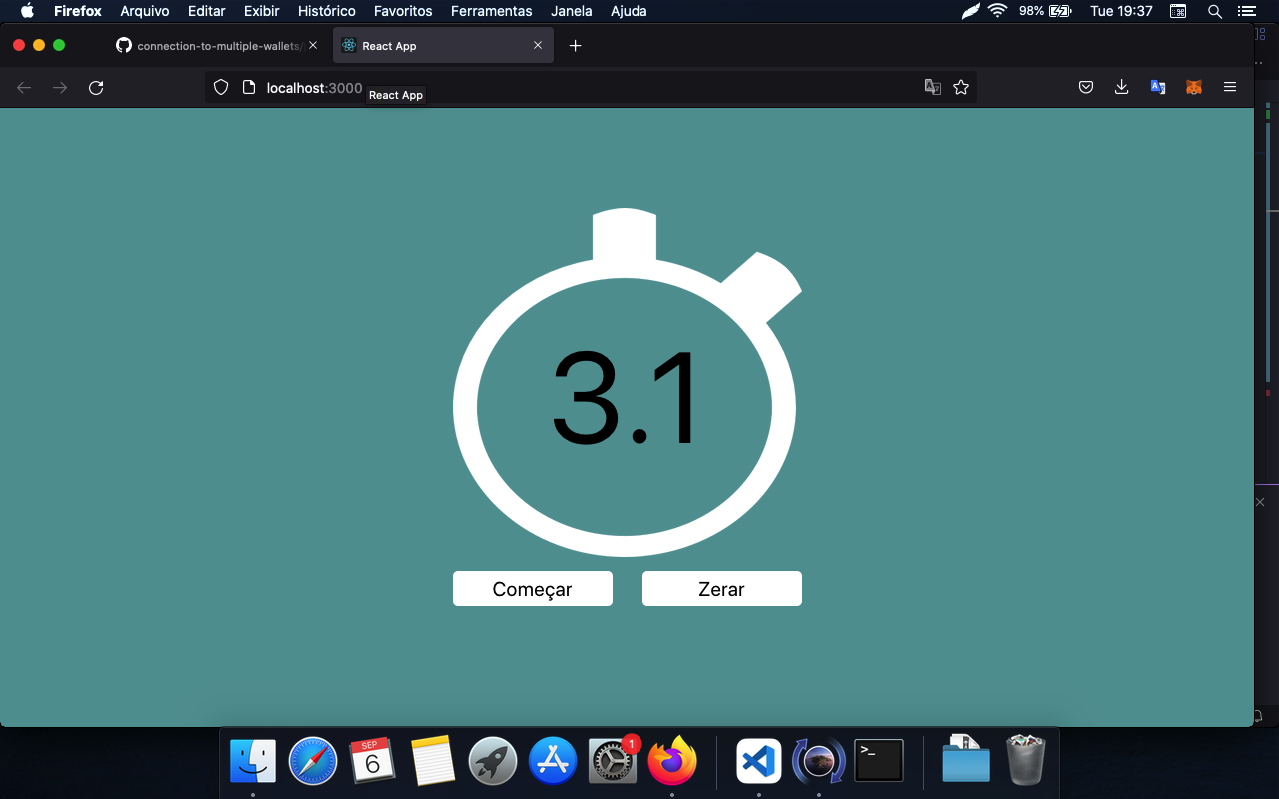 Firefox Arquivo Editar Exibir Histórico Favoritos Ferramentas Janela Ajuda 98% Tue 19:37
connection-to-multiple-wallets/ React App
localhost:3000
React App
3.1
Começar Zerar
SEP
6
1
>_